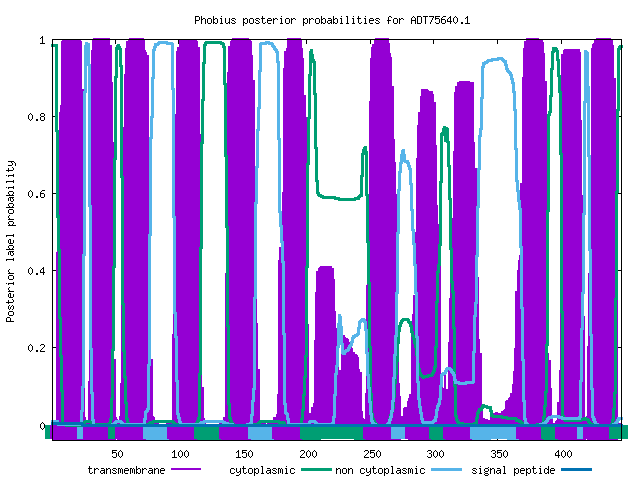 Phobius posterior probabilities for ADT75640.1
Posterior label probability
1
0.8
0.6
0.4
0.2
0
50 100 150 200 250 300 350 400
transmembrane cytoplasmic non cytoplasmic signal peptide